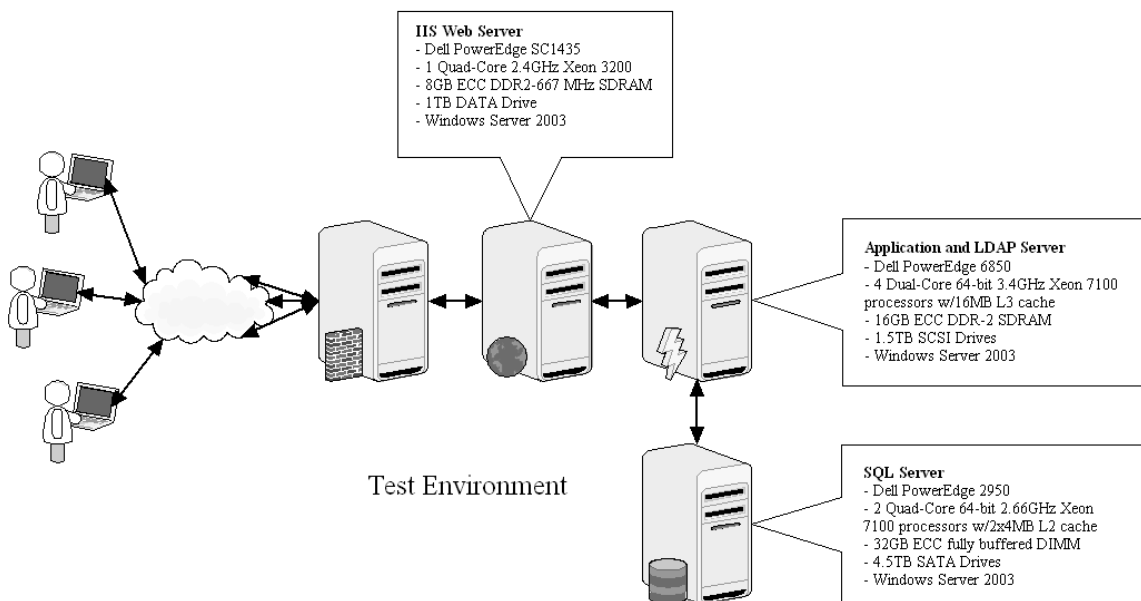 IIS Web Server
- Dell PowerEdge SC1435
- 1 Quad-Core 2.4GHz Xeon 3200
- 8GB ECC DDR2-667 MHz SDRAM
- 1TB DATA Drive
- Windows Server 2003
Application and LDAP Server
- Dell PowerEdge 6850
- 4 Dual-Core 64-bit 3.4GHz Xeon 7100
processors w/16MB L3 cache
- 16GB ECC DDR-2 SDRAM
- 1.5TB SCSI Drives
- Windows Server 2003
Test Environment
SQL Server
- Dell PowerEdge 2950
- 2 Quad-Core 64-bit 2.66GHz Xeon
7100 processors w/2x4MB L2 cache
- 32GB ECC fully buffered DIMM
- 4.5TB SATA Drives
- Windows Server 2003